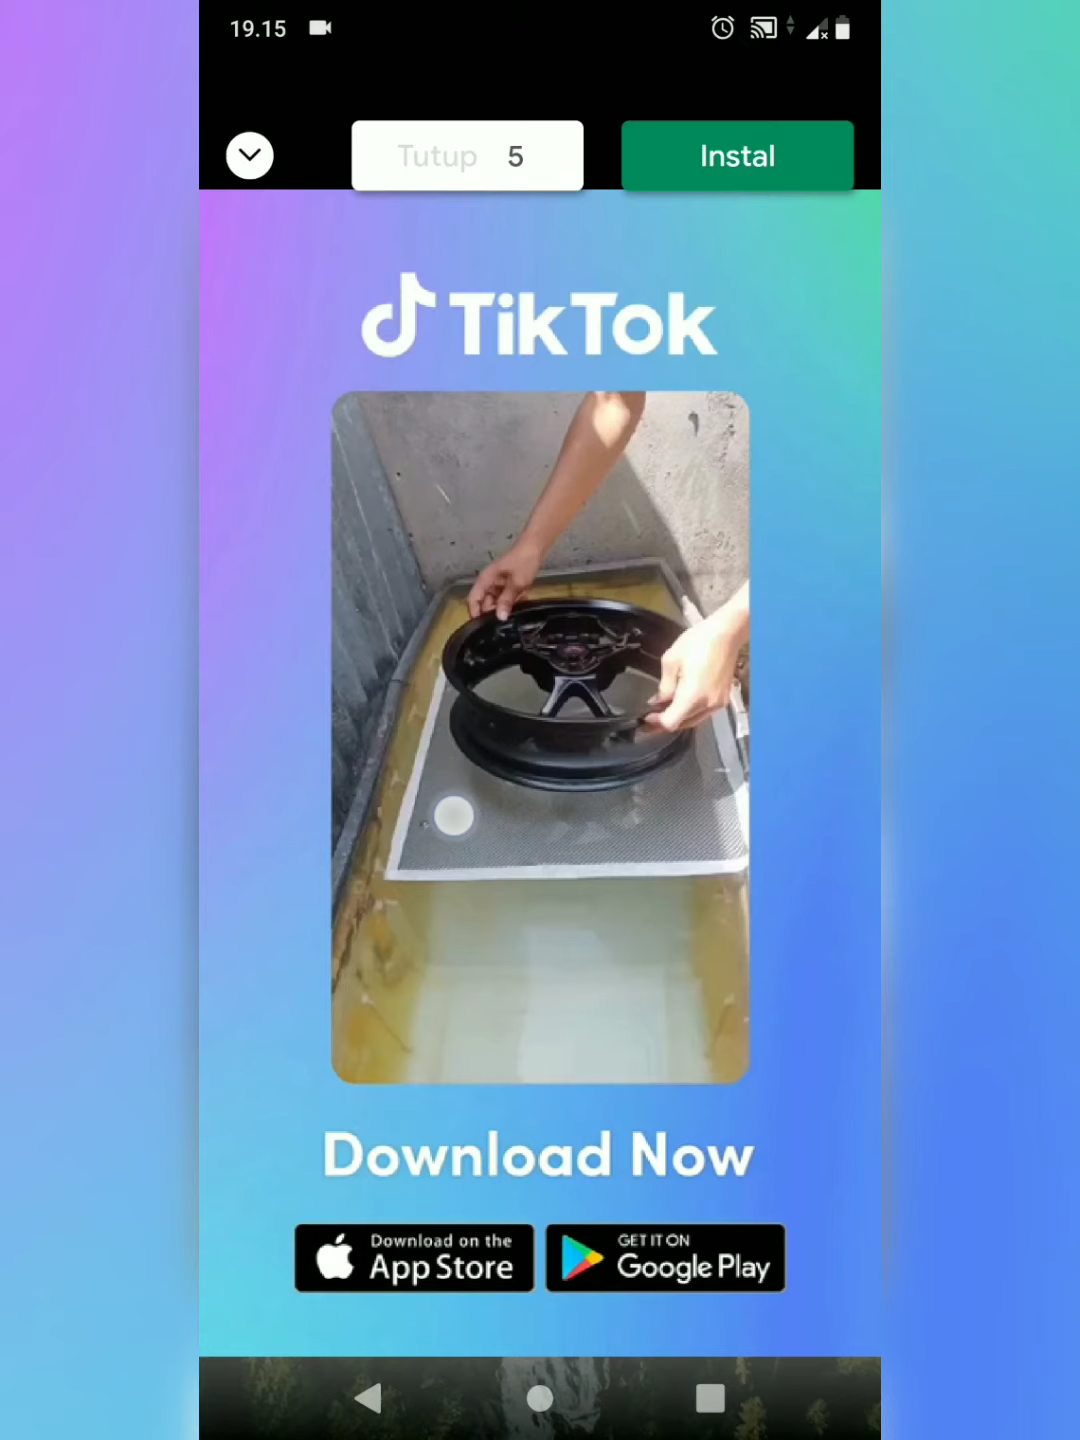 19.15
Tutup 5
Instal
TikTok
Download Now
Download on the
App Store
GET IT ON
Google Play